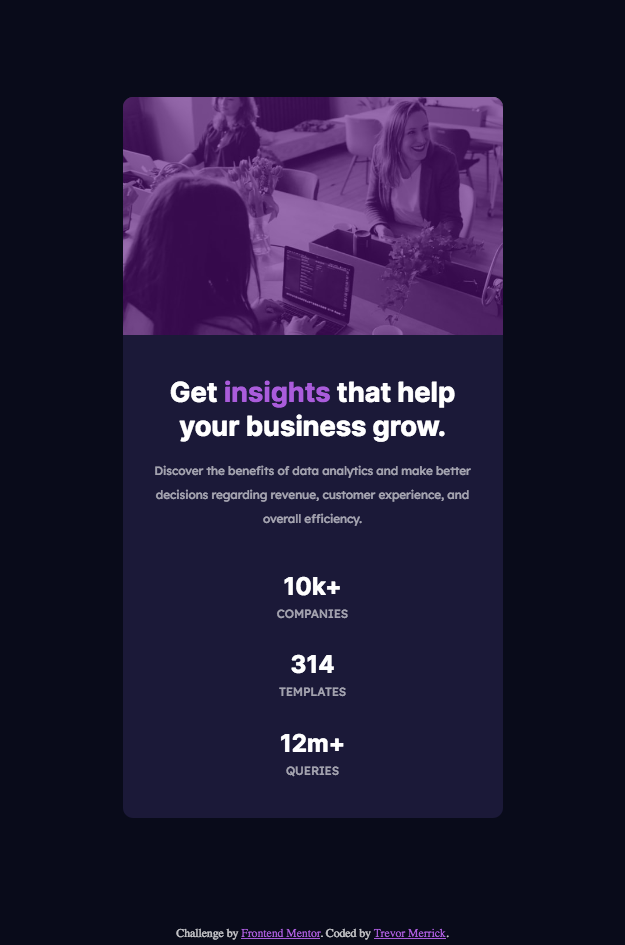 Get insights that help
your business grow.
Discover the benefits of data analytics and make better
decisions regarding revenue, customer experience, and
overall efficiency.
10k+
COMPANIES
314
TEMPLATES
12m+
QUERIES
Challenge by Frontend Mentor. Coded by Trevor Merrick.